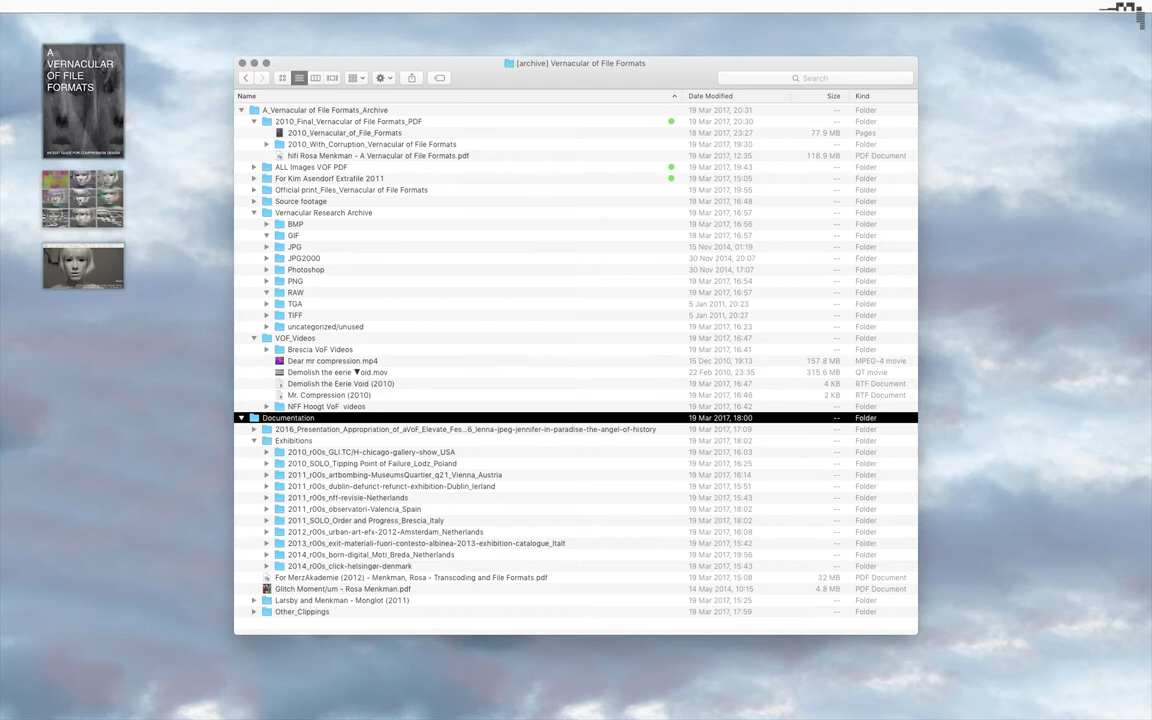 A
VERNACULAR
OF FILE
FORMATS
AN EDIT GUIDE FOR COMPRESSION DESIGN
[archive] Vernacular of File Formats
Search
Name Date Modified Size Kind
A_Vernacular of File Formats_Archive 19 Mar 2017, 20:31 -- Folder
2010_Final_Vernacular of File Formats_PDF 19 Mar 2017, 20:30 -- Folder
2010_Vernacular_of_File_Formats 18 Mar 2017, 23:27 77.9 MB Pages
2010_With_Corruption_Vernacular of File Formats 19 Mar 2017, 19:30 -- Folder
hifi Rosa Menkman - A Vernacular of File Formats.pdf 19 Mar 2017, 12:35 118.9 MB PDF Document
ALL Images VOF PDF 19 Mar 2017, 19:43 -- Folder
For Kim Asendorf Extrafile 2011 19 Mar 2017, 15:05 -- Folder
Official print_Files_Vernacular of File Formats 19 Mar 2017, 19:55 -- Folder
Source footage 19 Mar 2017, 16:48 -- Folder
Vernacular Research Archive 19 Mar 2017, 16:57 -- Folder
BMP 19 Mar 2017, 16:56 -- Folder
GIF 19 Mar 2017, 16:57 -- Folder
JPG 15 Nov 2014, 01:19 -- Folder
JPG2000 30 Nov 2014, 20:07 -- Folder
Photoshop 30 Nov 2014, 17:07 -- Folder
PNG 19 Mar 2017, 16:57 -- Folder
RAW 19 Mar 2017, 16:57 -- Folder
TGA 5 Jan 2011, 20:23 -- Folder
TIFF 5 Jan 2011, 20:27 -- Folder
uncategorized/unused 19 Mar 2017, 16:23 -- Folder
VOF_Videos 19 Mar 2017, 16:47 -- Folder
Brescia VoF Videos 19 Mar 2017, 16:41 -- Folder
Dear mr compression.mp4 15 Dec 2010, 19:13 157.8 MB MPEG-4 movie
Demolish the eerie ▼oid.mov 22 Feb 2010, 23:35 315.6 MB QT movie
Demolish the Eerie Void (2010) 19 Mar 2017, 16:47 4 KB RTF Document
Mr. Compression (2010) 19 Mar 2017, 16:46 2 KB RTF Document
NFF Hoogt VoF videos 19 Mar 2017, 16:42 -- Folder
Documentation 19 Mar 2017, 18:00 -- Folder
2016_Presentation_Appropriation_of_aVoF_Elevate_Fes...6_lenna-jpeg-jennifer-in-paradise-the-angel-of-history 19 Mar 2017, 17:09 -- Folder
Exhibitions 19 Mar 2017, 18:02 -- Folder
2010_r00s_GLI.TC/H-chicago-gallery-show_USA 19 Mar 2017, 16:03 -- Folder
2010_SOLO_Tipping Point of Failure_Lodz_Poland 19 Mar 2017, 16:25 -- Folder
2011_r00s_artbombing-MuseumsQuartier_q21_Vienna_Austria 19 Mar 2017, 16:14 -- Folder
2011_r00s_dublin-defunct-refunct-exhibition-Dublin_Ierland 19 Mar 2017, 15:51 -- Folder
2011_r00s_nff-revisie-Netherlands 19 Mar 2017, 15:43 -- Folder
2011_r00s_observatori-Valencia_Spain 19 Mar 2017, 18:02 -- Folder
2011_SOLO_Order and Progress_Brescia_Italy 19 Mar 2017, 18:02 -- Folder
2012_r00s_urban-art-efx-2012-Amsterdam_Netherlands 19 Mar 2017, 16:08 -- Folder
2013_r00s_exit-materiali-fuori-contesto-albinea-2013-exhibition-catalogue_Italt 19 Mar 2017, 15:42 -- Folder
2014_r00s_born-digital_Moti_Breda_Netherlands 19 Mar 2017, 19:56 -- Folder
2014_r00s_click-helsingør-denmark 19 Mar 2017, 15:43 -- Folder
For MerzAkademie (2012) - Menkman, Rosa - Transcoding and File Formats.pdf 19 Mar 2017, 15:08 32 MB PDF Document
Glitch Moment/um - Rosa Menkman.pdf 14 May 2014, 10:15 4.8 MB PDF Document
Larsby and Menkman - Monglot (2011) 19 Mar 2017, 15:25 -- Folder
Other_Clippings 19 Mar 2017, 17:59 -- Folder